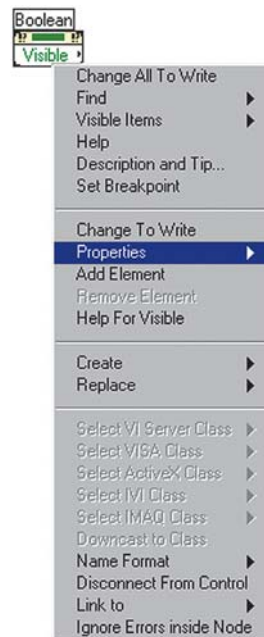 Boolean
Visible
Change All To Write
Find
Visible Items
Help
Description and Tip...
Set Breakpoint
Change To Write
Properties
Add Element
Remove Element
Help For Visible
Create
Replace
Select VI Server Class
Select VISA Class
Select ActiveX Class
Select IVI Class
Select IMAQ Class
Downcast to Class
Name Format
Disconnect From Control
Link to
Ignore Errors inside Node